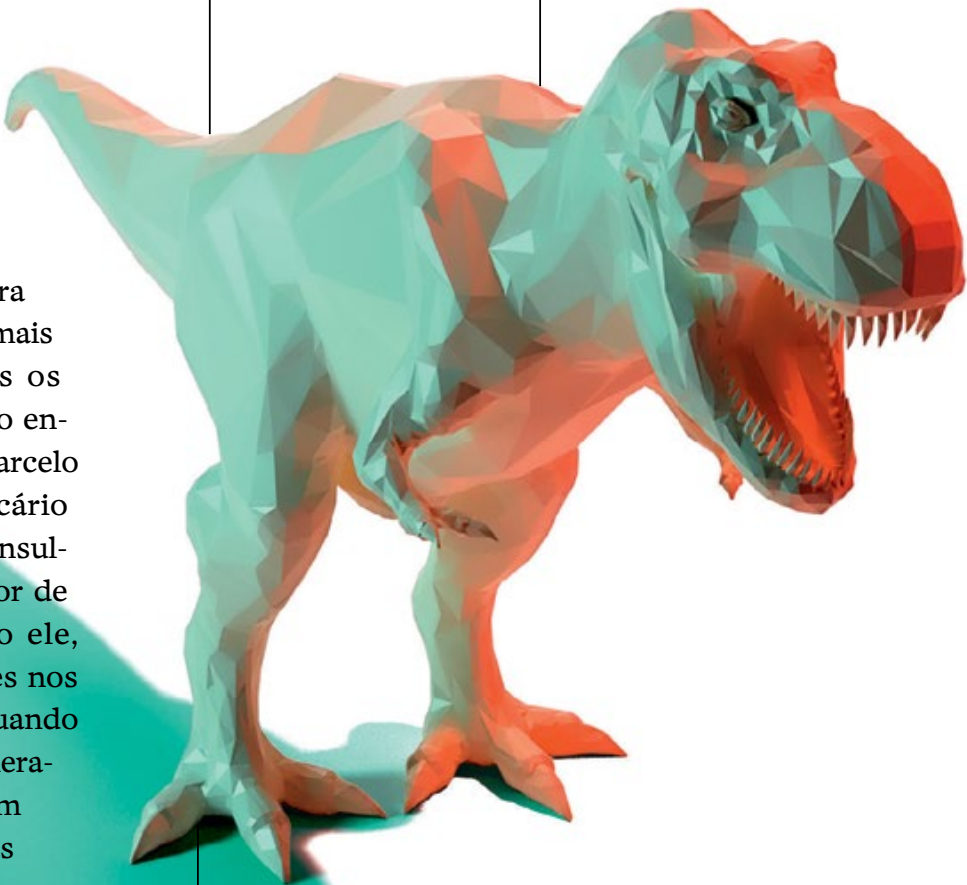 ra
mais
s os
o en-
arcelo
cário
nsul-
or de
o ele,
es nos
uando
era-
m
s